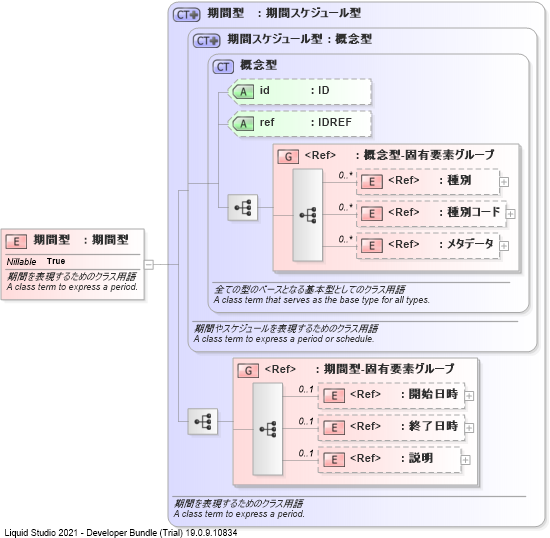 CT 期間型 : 期間スケジュール型
CT 期間スケジュール型 : 概念型
CT 概念型
A id : ID
A ref : IDREF
G <Ref> : 概念型-固有要素グループ
0..*
E <Ref> : 種別
0..*
E <Ref> : 種別コード
0..*
E <Ref> : メタデータ
全ての型のベースとなる基本型としてのクラス用語
A class term that serves as the base type for all types.
期間やスケジュールを表現するためのクラス用語
A class term to express a period or schedule.
E 期間型 : 期間型
Nillable True
期間を表現するためのクラス用語
A class term to express a period.
G <Ref> : 期間型-固有要素グループ
0..1
E <Ref> : 開始日時
0..1
E <Ref> : 終了日時
0..1
E <Ref> : 説明
期間を表現するためのクラス用語
A class term to express a period.
Liquid Studio 2021 - Developer Bundle (Trial) 19.0.9.10834